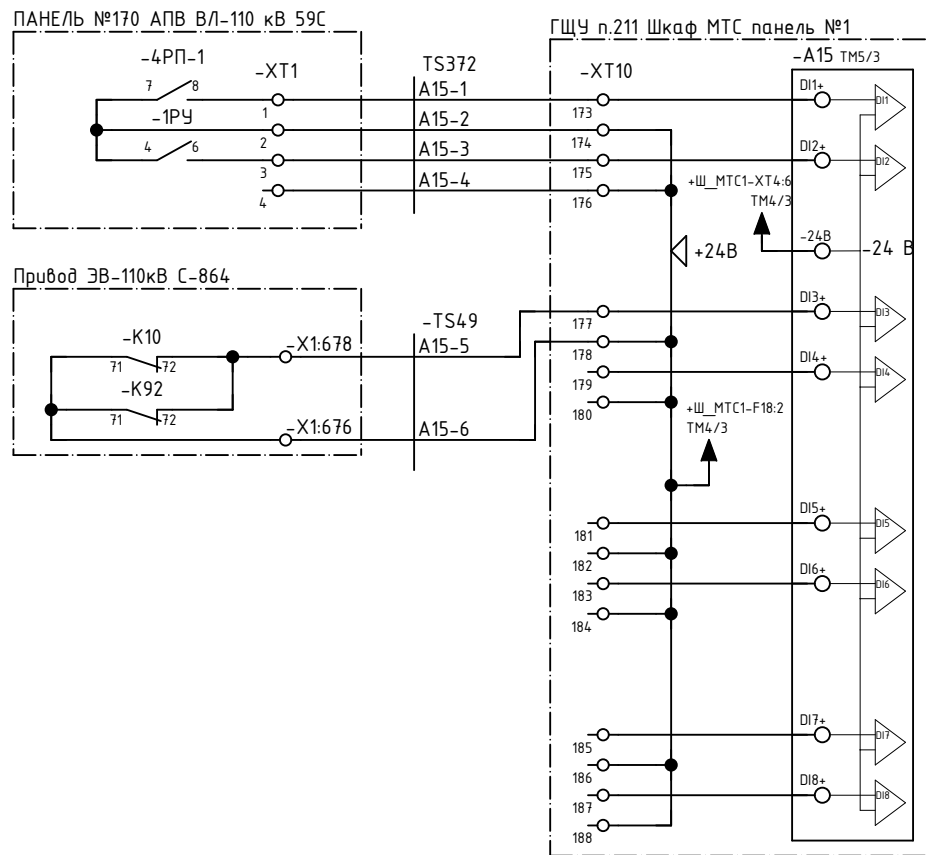 ПАНЕЛЬ №170 АПВ ВЛ-110 кВ 59С
ГЩУ п.211 Шкаф МТС панель №1
-4РП-1
7 8
-XT1
TS372
-XT10
-A15 TM5/3
1
A15-1
173
DI1+
DI1
-1РУ
2
A15-2
174
4 6
3
A15-3
175
DI2+
DI2
4
A15-4
176
+Ш_МТС1-XT4:6
TM4/3
+24В
-24В
-24 В
Привод ЭВ-110кВ С-864
-K10
71 72
-X1:678
-TS49
A15-5
177
DI3+
DI3
178
-K92
71 72
179
DI4+
DI4
180
-X1:676
A15-6
+Ш_МТС1-F18:2
TM4/3
181
DI5+
DI5
182
183
DI6+
DI6
184
185
DI7+
DI7
186
187
DI8+
DI8
188